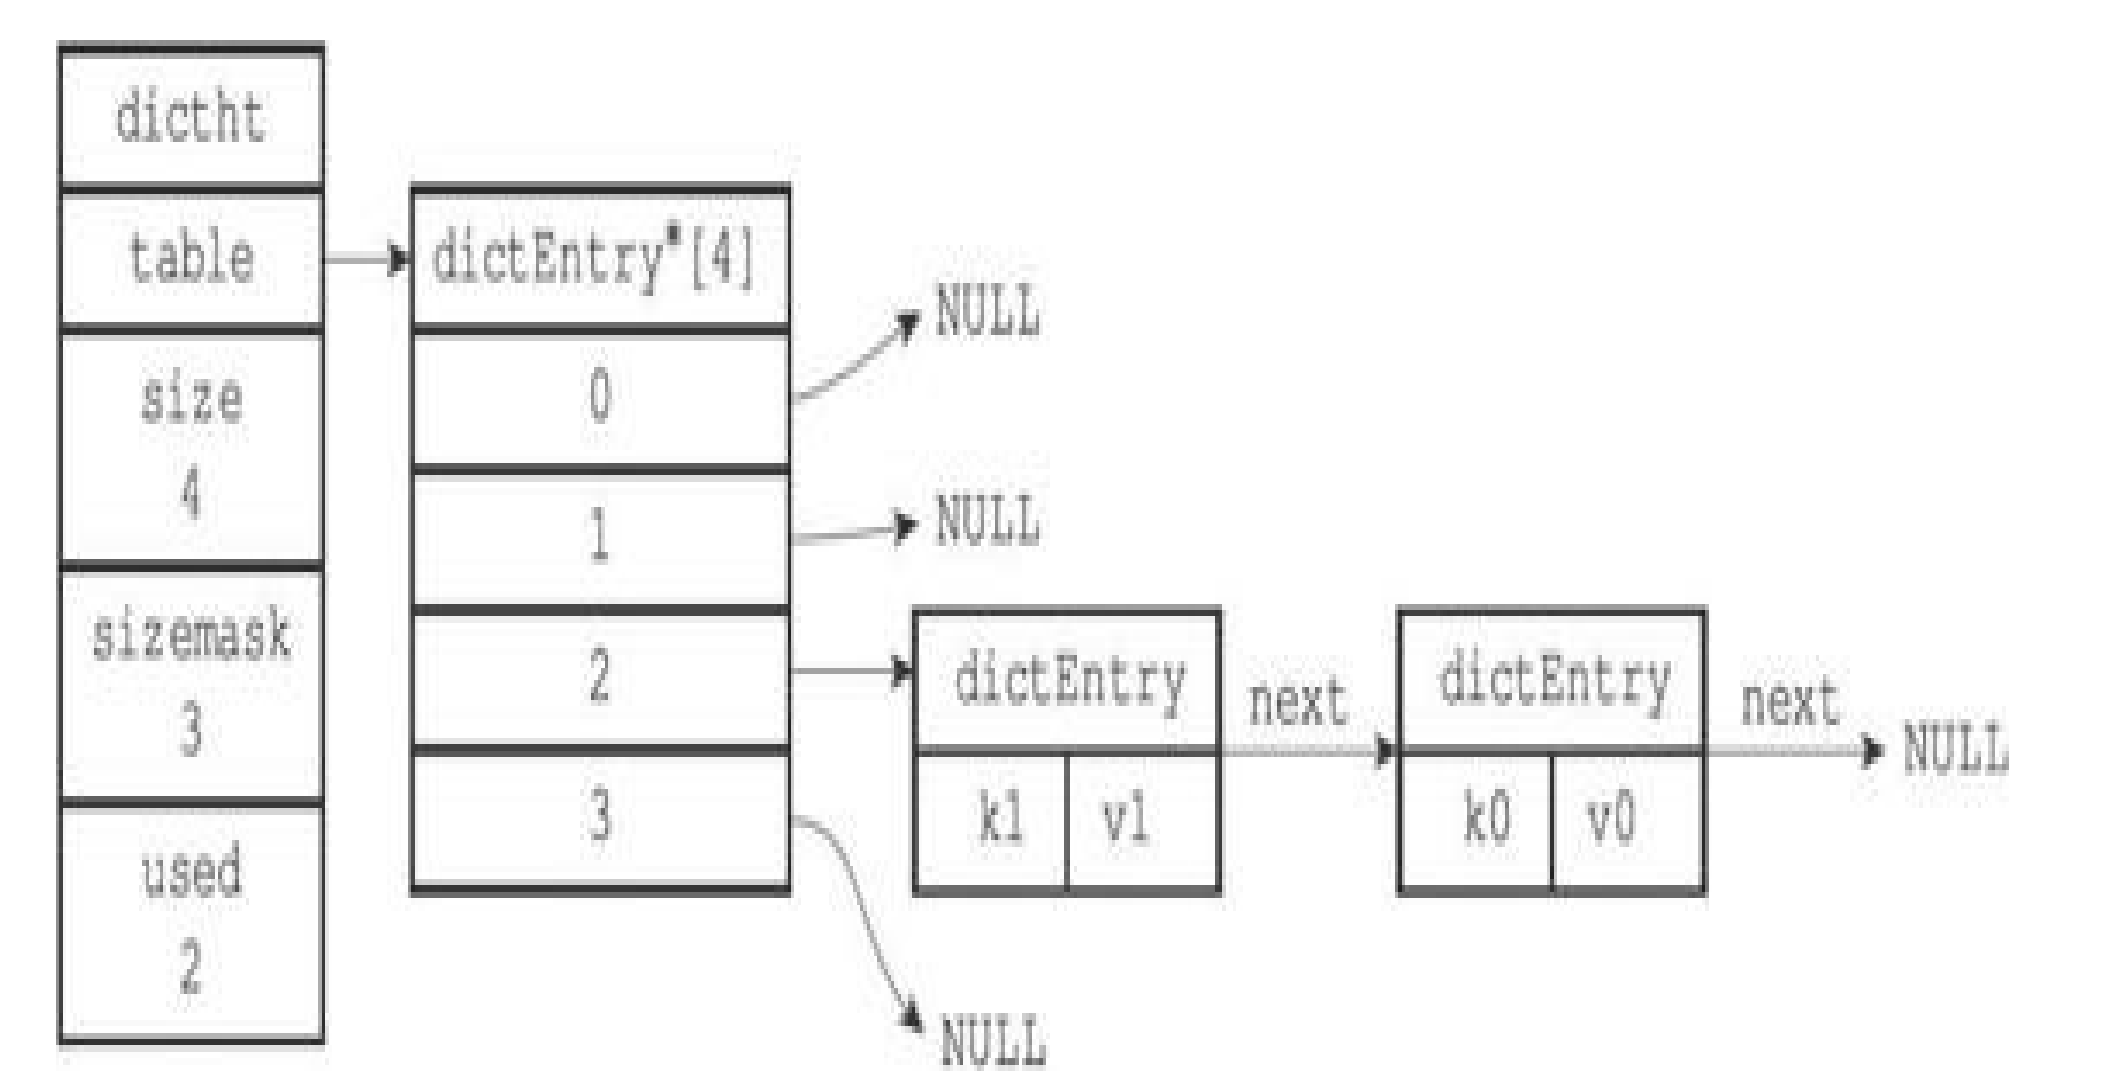 dictht
table
size
4
sizemask
3
used
2
dictEntry*[4]
0
1
2
3
NULL
NULL
dictEntry
k1 v1
next
dictEntry
k0 v0
next
NULL
NULL